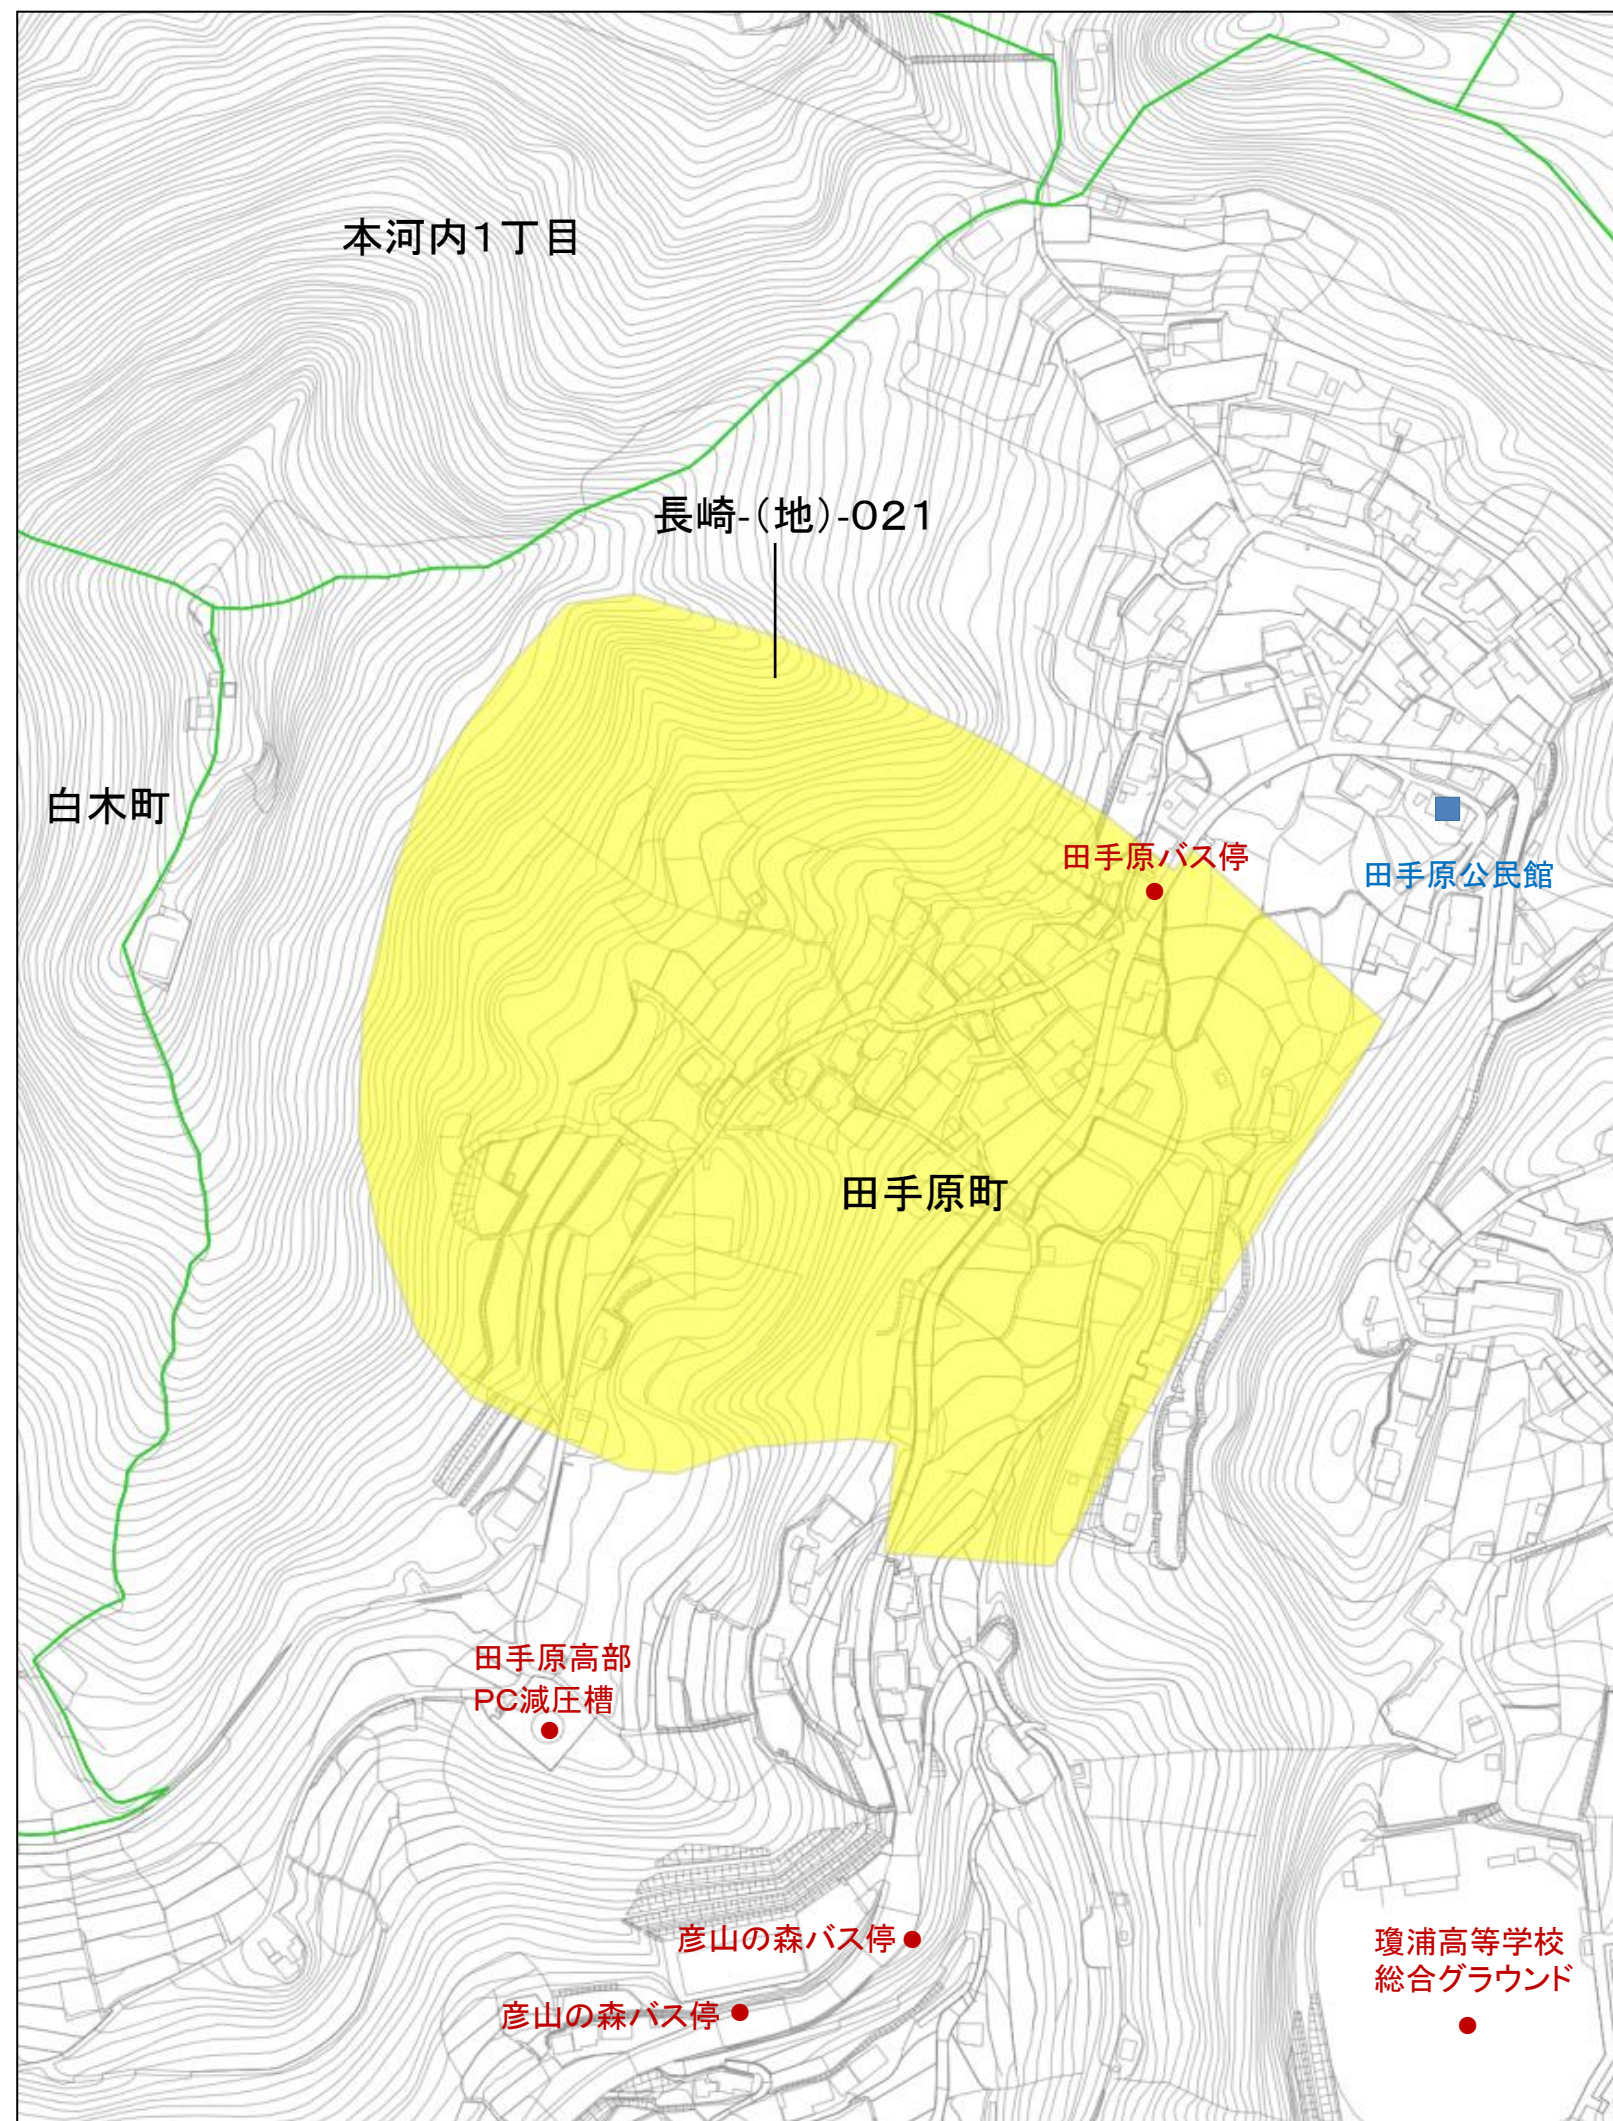 本河内1丁目
長崎-(地)-021
白木町
田手原バス停
田手原公民館
田手原町
田手原高部
PC減圧槽
彦山の森バス停
彦山の森バス停
瓊浦高等学校
総合グラウンド